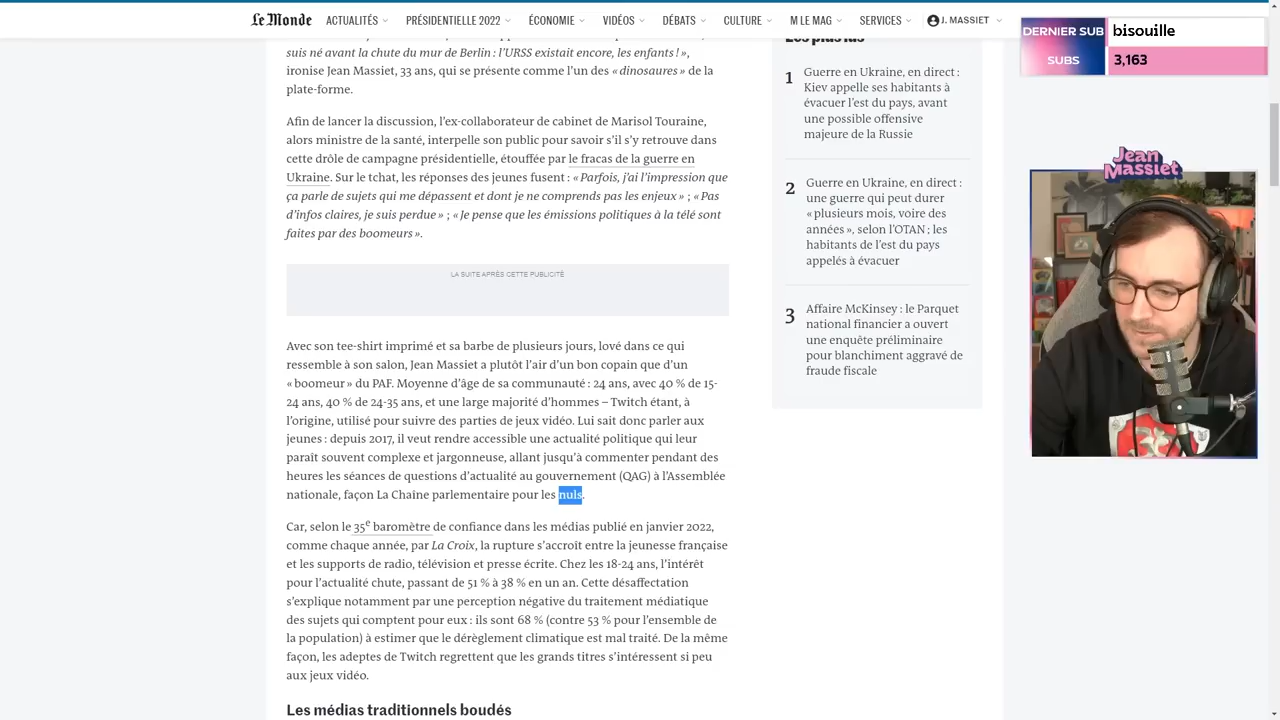 Le Monde
ACTUALITÉS
PRÉSIDENTIELLE 2022
ÉCONOMIE
VIDÉOS
DÉBATS
CULTURE
M LE MAG
SERVICES
J. MASSIET
DERNIER SUB
bisouille
SUBS
3,163
suis né avant la chute du mur de Berlin : l'URSS existait encore, les enfants ! »,
ironise Jean Massiet, 33 ans, qui se présente comme l'un des « dinosaures » de la
plate-forme.
Afin de lancer la discussion, l'ex-collaborateur de cabinet de Marisol Touraine,
alors ministre de la santé, interpelle son public pour savoir s'il s'y retrouve dans
cette drôle de campagne présidentielle, étouffée par le fracas de la guerre en
Ukraine. Sur le tchat, les réponses des jeunes fusent : « Parfois, j'ai l'impression que
ça parle de sujets qui me dépassent et dont je ne comprends pas les enjeux » ; « Pas
d'infos claires, je suis perdue » ; « Je pense que les émissions politiques à la télé sont
faites par des boomeurs ».
LA SUITE APRÈS CETTE PUBLICITÉ
Avec son tee-shirt imprimé et sa barbe de plusieurs jours, lové dans ce qui
ressemble à son salon, Jean Massiet a plutôt l'air d'un bon copain que d'un
« boomeur » du PAF. Moyenne d'âge de sa communauté : 24 ans, avec 40 % de 15-
24 ans, 40 % de 24-35 ans, et une large majorité d'hommes – Twitch étant, à
l'origine, utilisé pour suivre des parties de jeux vidéo. Lui sait donc parler aux
jeunes : depuis 2017, il veut rendre accessible une actualité politique qui leur
paraît souvent complexe et jargonneuse, allant jusqu'à commenter pendant des
heures les séances de questions d'actualité au gouvernement (QAG) à l'Assemblée
nationale, façon La Chaîne parlementaire pour les nuls.
Car, selon le 35e baromètre de confiance dans les médias publié en janvier 2022,
comme chaque année, par La Croix, la rupture s'accroît entre la jeunesse française
et les supports de radio, télévision et presse écrite. Chez les 18-24 ans, l'intérêt
pour l'actualité chute, passant de 51 % à 38 % en un an. Cette désaffectation
s'explique notamment par une perception négative du traitement médiatique
des sujets qui comptent pour eux : ils sont 68 % (contre 53 % pour l'ensemble de
la population) à estimer que le dérèglement climatique est mal traité. De la même
façon, les adeptes de Twitch regrettent que les grands titres s'intéressent si peu
aux jeux vidéo.
Les médias traditionnels boudés
Les plus lus
1
Guerre en Ukraine, en direct :
Kiev appelle ses habitants à
évacuer l'est du pays, avant
une possible offensive
majeure de la Russie
2
Guerre en Ukraine, en direct :
une guerre qui peut durer
« plusieurs mois, voire des
années », selon l'OTAN ; les
habitants de l'est du pays
appelés à évacuer
3
Affaire McKinsey : le Parquet
national financier a ouvert
une enquête préliminaire
pour blanchiment aggravé de
fraude fiscale
Jean
Massiet